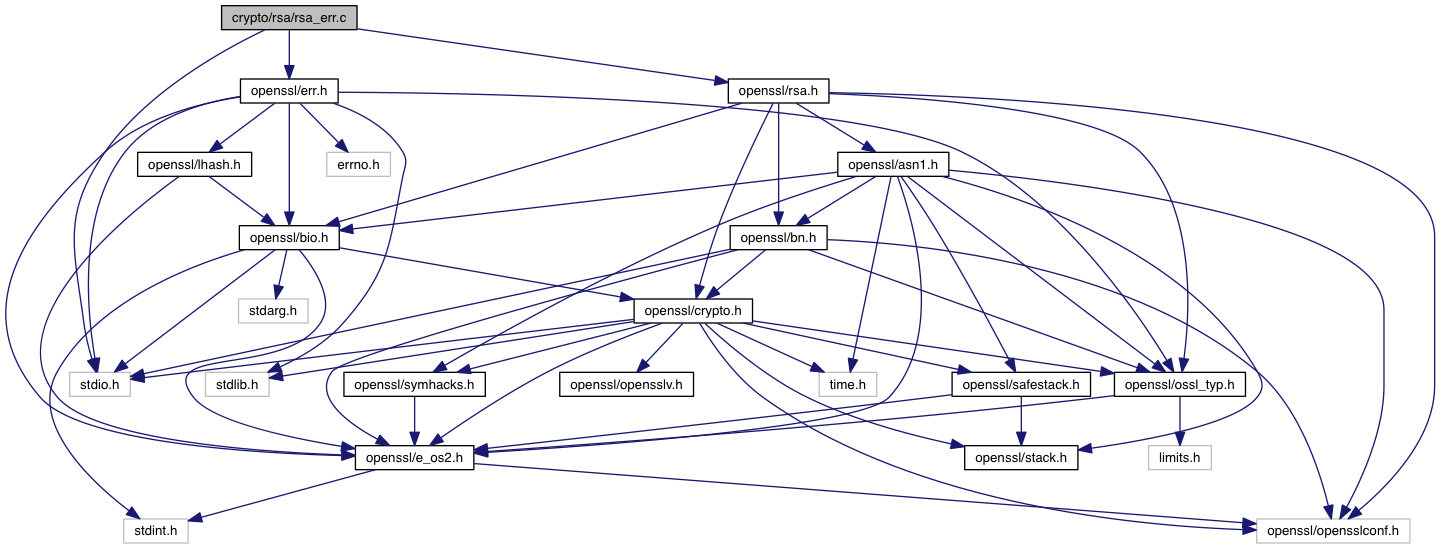 crypto/rsa/rsa_err.c
openssl/err.h
openssl/rsa.h
openssl/lhash.h
errno.h
openssl/asn1.h
openssl/bio.h
openssl/bn.h
stdarg.h
openssl/crypto.h
stdio.h
stdlib.h
openssl/symhacks.h
openssl/opensslv.h
time.h
openssl/safestack.h
openssl/ossl_typ.h
openssl/e_os2.h
openssl/stack.h
limits.h
stdint.h
openssl/opensslconf.h